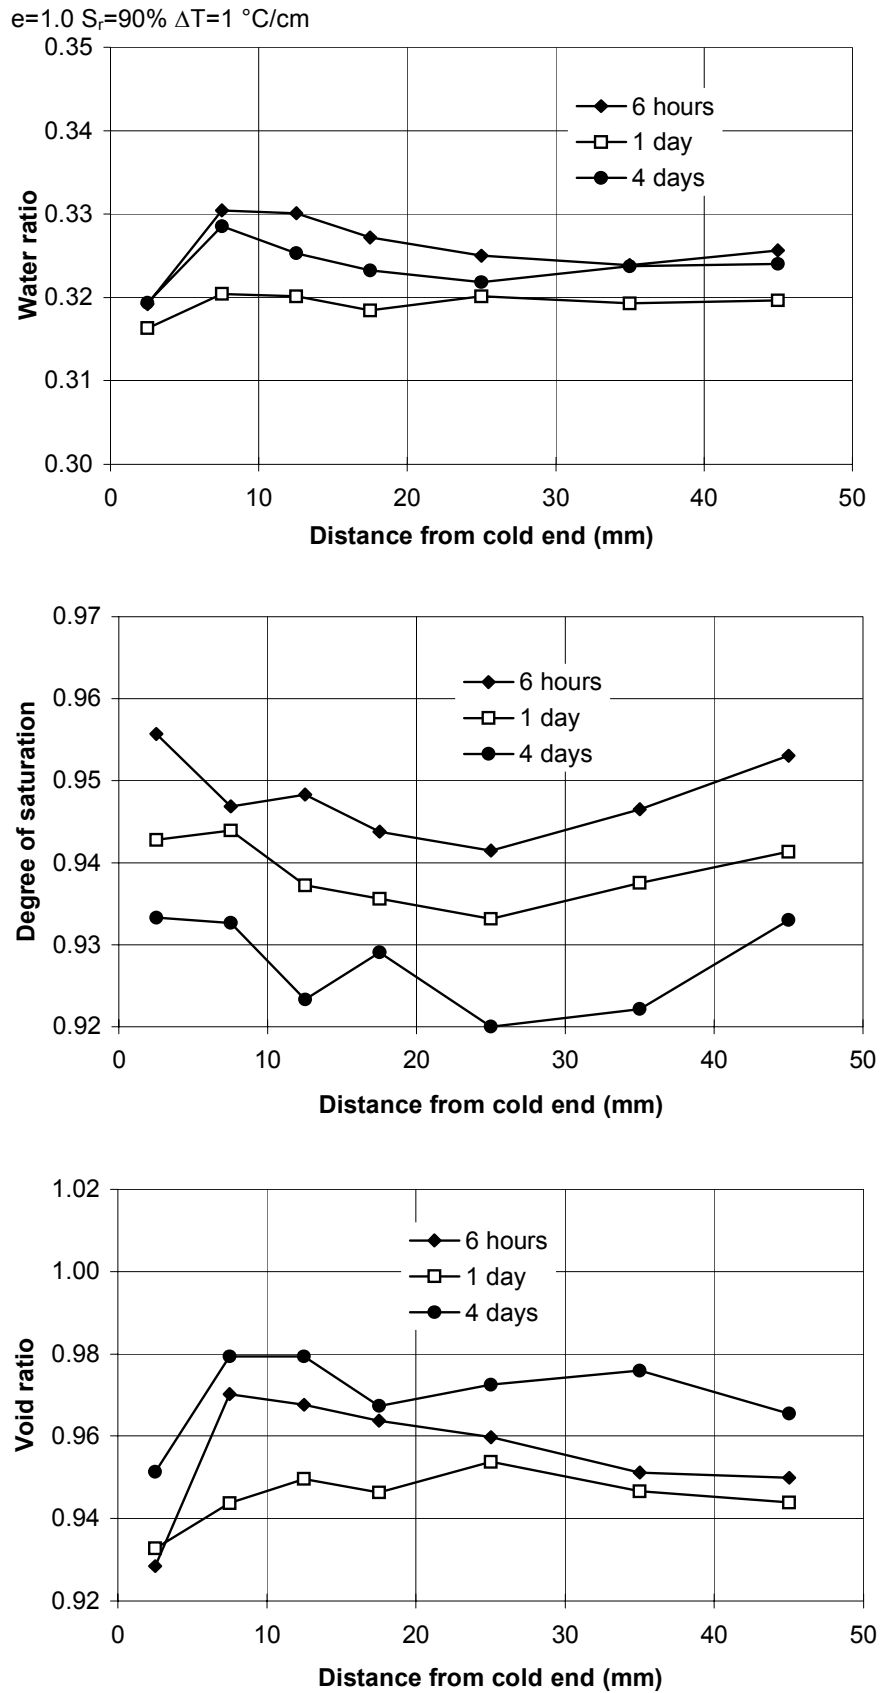 e=1.0 Sr=90% ΔT=1 °C/cm
0.35
0.34
0.33
0.32
0.31
0.30
Water ratio
6 hours
1 day
4 days
0 10 20 30 40 50
Distance from cold end (mm)
0.97
0.96
0.95
0.94
0.93
0.92
Degree of saturation
6 hours
1 day
4 days
0 10 20 30 40 50
Distance from cold end (mm)
1.02
1.00
0.98
0.96
0.94
0.92
Void ratio
6 hours
1 day
4 days
0 10 20 30 40 50
Distance from cold end (mm)